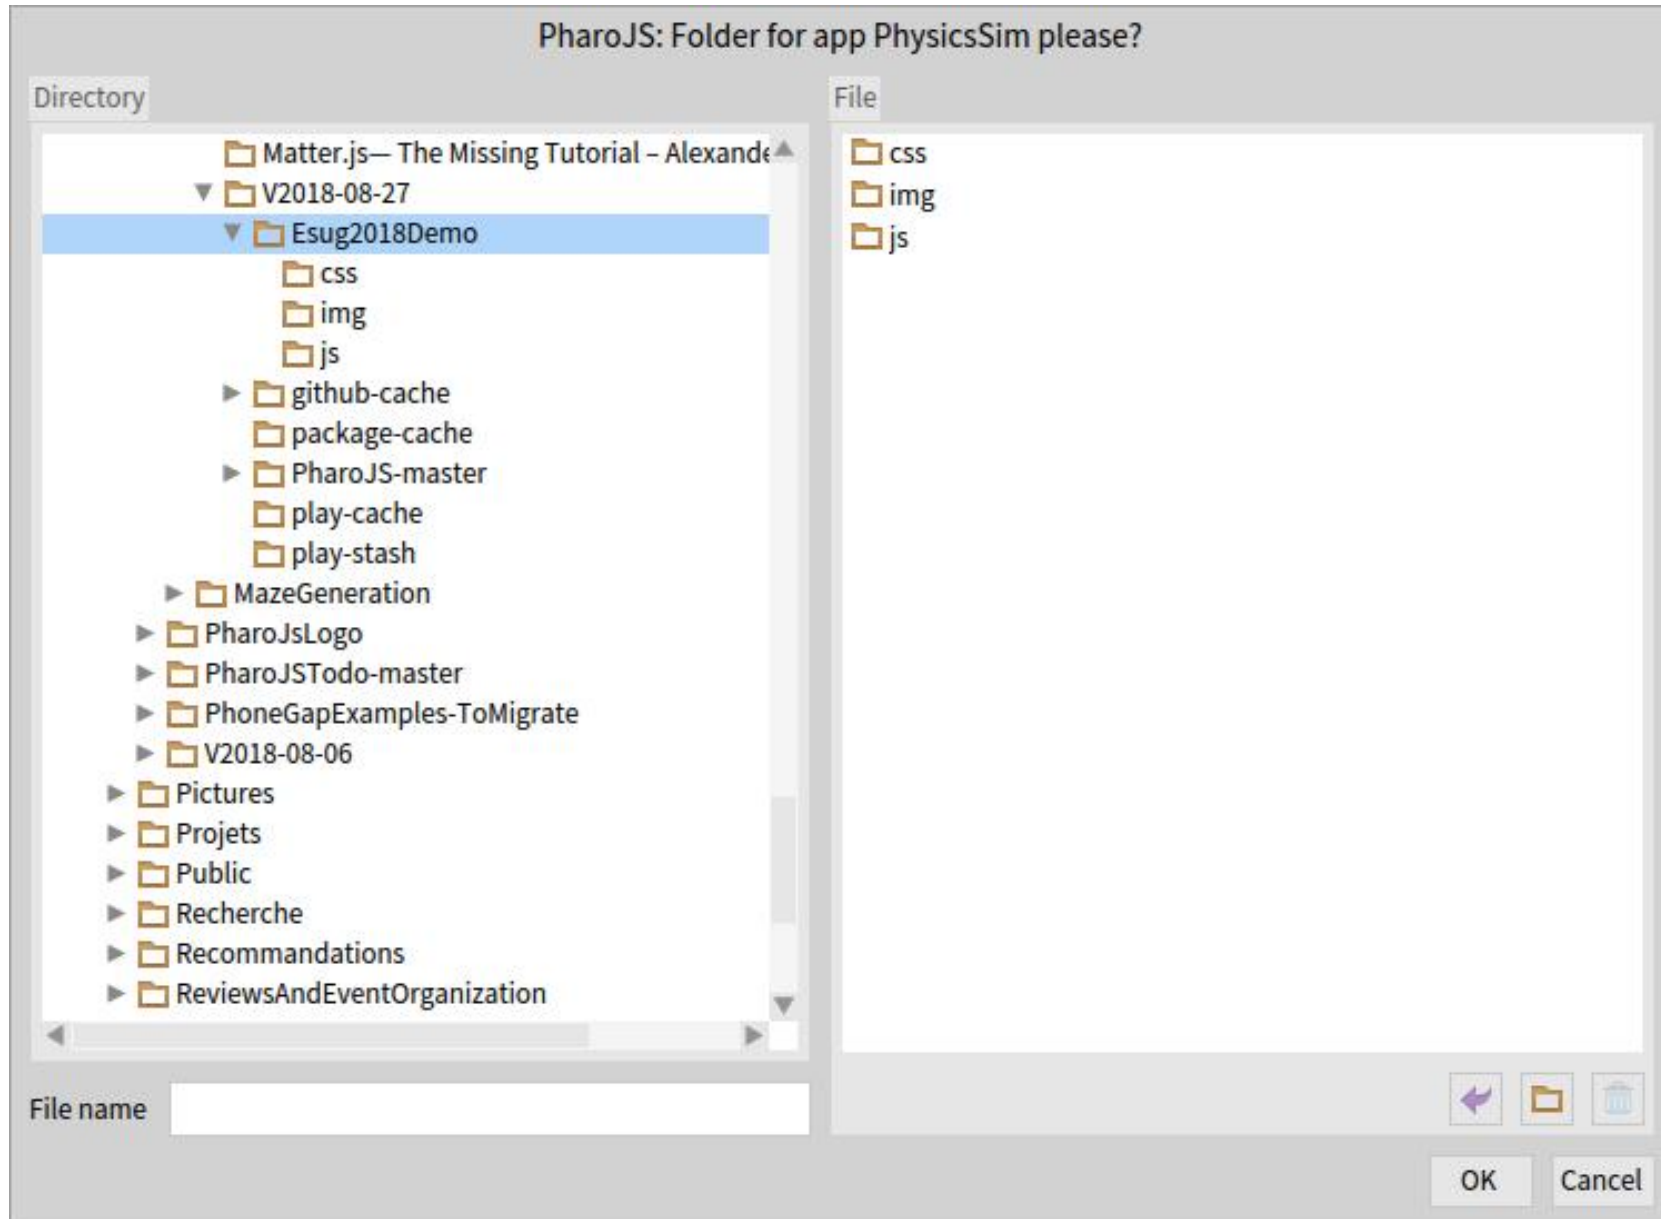 PharoJS: Folder for app PhysicsSim please?
Directory
Matter.js— The Missing Tutorial – Alexande
V2018-08-27
Esug2018Demo
css
img
js
github-cache
package-cache
PharoJS-master
play-cache
play-stash
MazeGeneration
PharoJsLogo
PharoJSTodo-master
PhoneGapExamples-ToMigrate
V2018-08-06
Pictures
Projets
Public
Recherche
Recommandations
ReviewsAndEventOrganization
File name
File
css
img
js
OK
Cancel